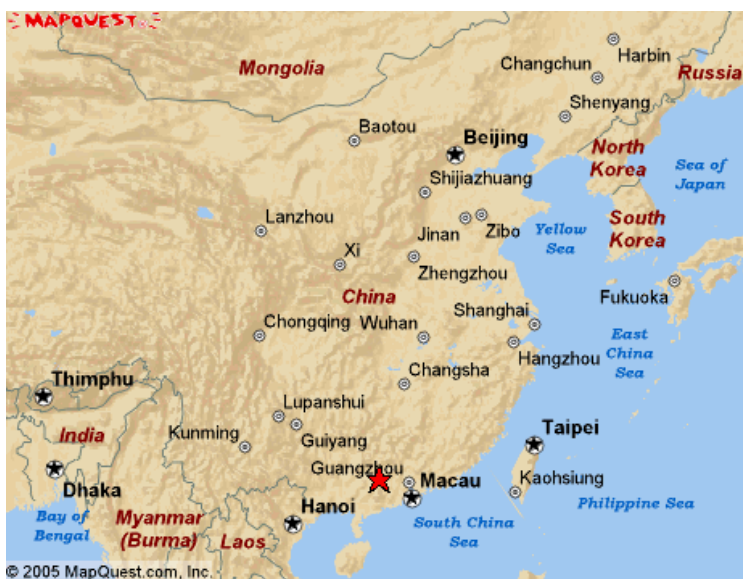 MAPQUEST
Harbin
Changchun
Russia
Mongolia
Shenyang
Baotou
Beijing
North
Korea
Sea of
Japan
Shijiazhuang
Lanzhou
Jinan
Zibo
Yellow
Sea
South
Korea
Xi
Zhengzhou
China
Shanghai
Fukuoka
Chongqing
Wuhan
East
China
Sea
Hangzhou
Thimphu
Changsha
Lupanshui
India
Kunming
Guiyang
Taipei
Guangzhou
Macau
Kaohsiung
Dhaka
Hanoi
Philippine Sea
Bay of
Bengal
Myanmar
(Burma)
Laos
South China
Sea
© 2005 MapQuest.com, Inc.